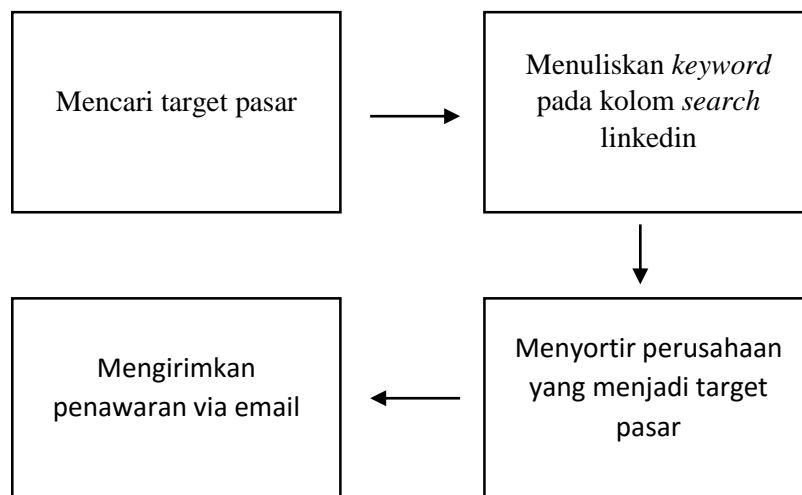 Mencari target pasar
Menuliskan keyword
pada kolom search
linkedin
Menyortir perusahaan
yang menjadi target
pasar
Mengirimkan
penawaran via email